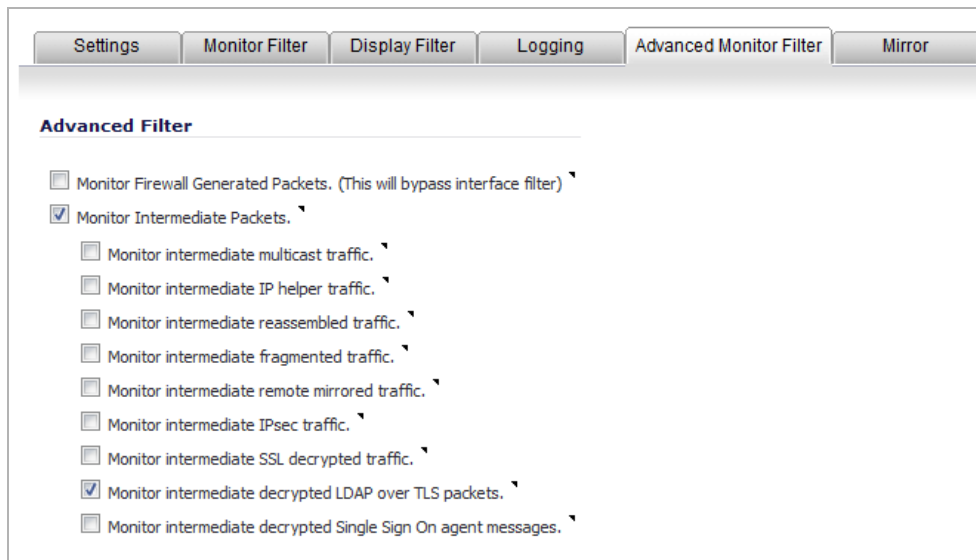 Settings Monitor Filter Display Filter Logging Advanced Monitor Filter Mirror
Advanced Filter
Monitor Firewall Generated Packets. (This will bypass interface filter)
Monitor Intermediate Packets.
Monitor intermediate multicast traffic.
Monitor intermediate IP helper traffic.
Monitor intermediate reassembled traffic.
Monitor intermediate fragmented traffic.
Monitor intermediate remote mirrored traffic.
Monitor intermediate IPsec traffic.
Monitor intermediate SSL decrypted traffic.
Monitor intermediate decrypted LDAP over TLS packets.
Monitor intermediate decrypted Single Sign On agent messages.